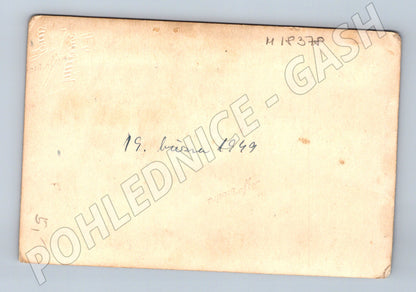 M 18378
19. března 1949
POHLEDNICE - GASH